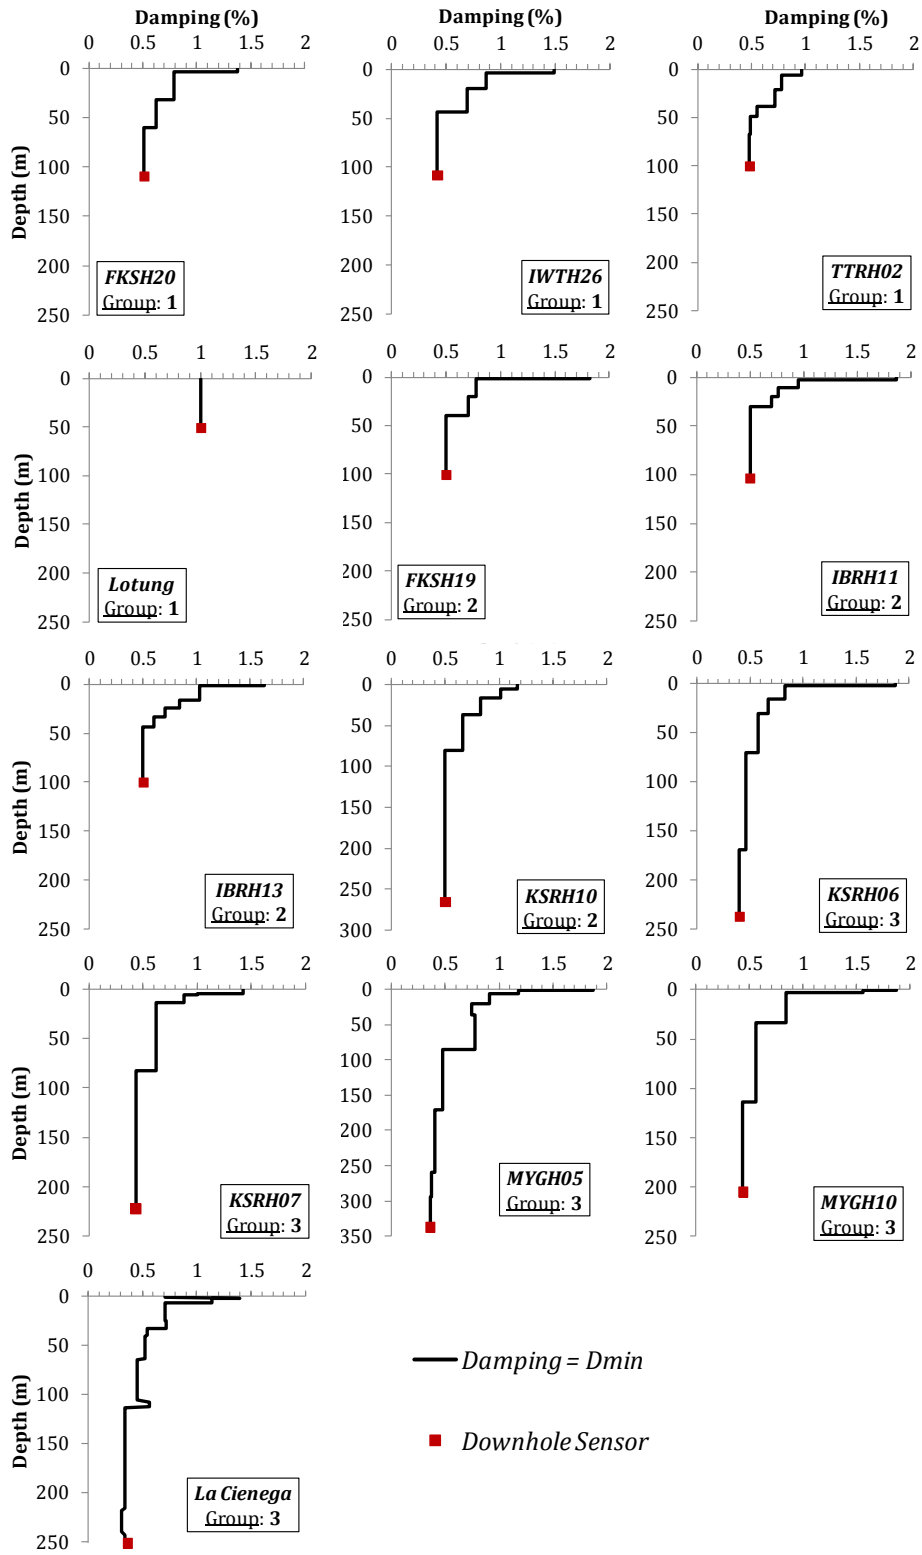 Damping (%) Damping (%) Damping (%)
0 0.5 1 1.5 2 0 0.5 1 1.5 2 0 0.5 1 1.5 2
Depth (m)
0
50
100
150
200
250
FKSH20
Group: 1
0
50
100
150
200
250
IWTH26
Group: 1
0
50
100
150
200
250
TTRH02
Group: 1
0 0.5 1 1.5 2 0 0.5 1 1.5 2 0 0.5 1 1.5 2
Depth (m)
0
50
100
150
200
250
Lotung
Group: 1
0
50
100
150
200
250
FKSH19
Group: 2
0
50
100
150
200
250
IBRH11
Group: 2
0 0.5 1 1.5 2 0 0.5 1 1.5 2 0 0.5 1 1.5 2
Depth (m)
0
50
100
150
200
250
IBRH13
Group: 2
0
50
100
150
200
250
300
KSRH10
Group: 2
0
50
100
150
200
250
KSRH06
Group: 3
0 0.5 1 1.5 2 0 0.5 1 1.5 2 0 0.5 1 1.5 2
Depth (m)
0
50
100
150
200
250
KSRH07
Group: 3
0
50
100
150
200
250
300
350
MYGH05
Group: 3
0
50
100
150
200
250
MYGH10
Group: 3
0 0.5 1 1.5 2
Depth (m)
0
50
100
150
200
250
La Cienega
Group: 3
Damping = Dmin
Downhole Sensor